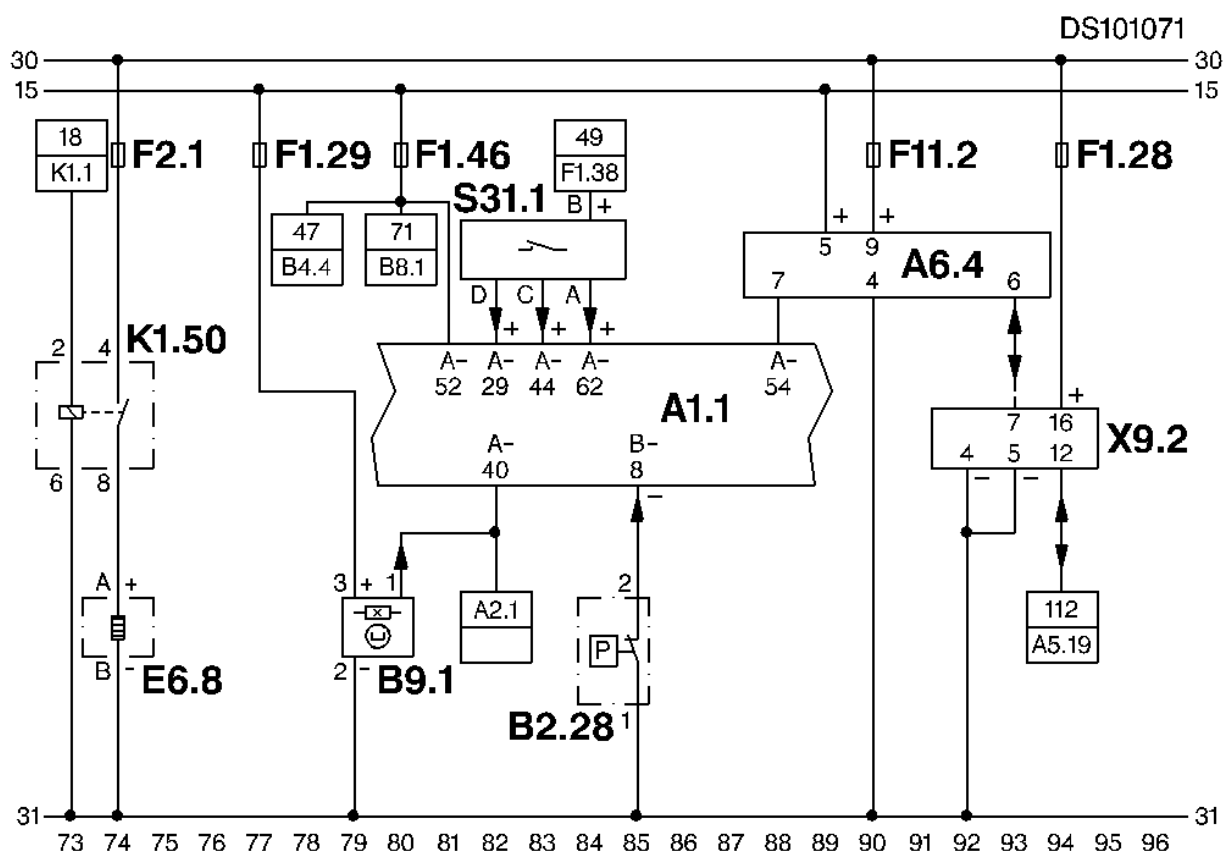 DS101071
30 30
15 15
18 F2.1 F1.29 F1.46 49 F11.2 F1.28
K1.1 F1.38
S31.1 B +
47 71 5 + 9 +
B4.4 B8.1 A6.4
D C A 7 4 6
2 4 K1.50 + + +
A- A- A- A- A-
52 29 44 62 54
A1.1 +
7 16
X9.2
A- B- 4 5 12
40 8 - -
6 8 -
A + 3 + 1 2
A2.1 112
P A5.19
B - E6.8 2 - B9.1
B2.28 1
31 31
73 74 75 76 77 78 79 80 81 82 83 84 85 86 87 88 89 90 91 92 93 94 95 96